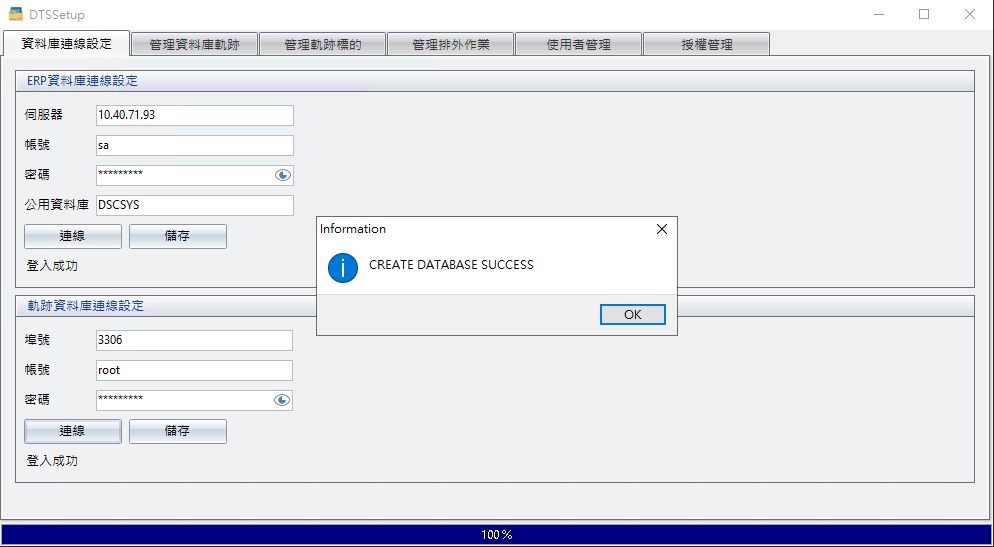 DTSSetup
資料庫連線設定 管理資料庫軌跡 管理軌跡標的 管理排外作業 使用者管理 授權管理
ERP資料庫連線設定
伺服器 10.40.71.93
帳號 sa
密碼 *********
公用資料庫 DSCSYS
連線 儲存
登入成功
Information
CREATE DATABASE SUCCESS
OK
軌跡資料庫連線設定
埠號 3306
帳號 root
密碼 *********
連線 儲存
登入成功
100%